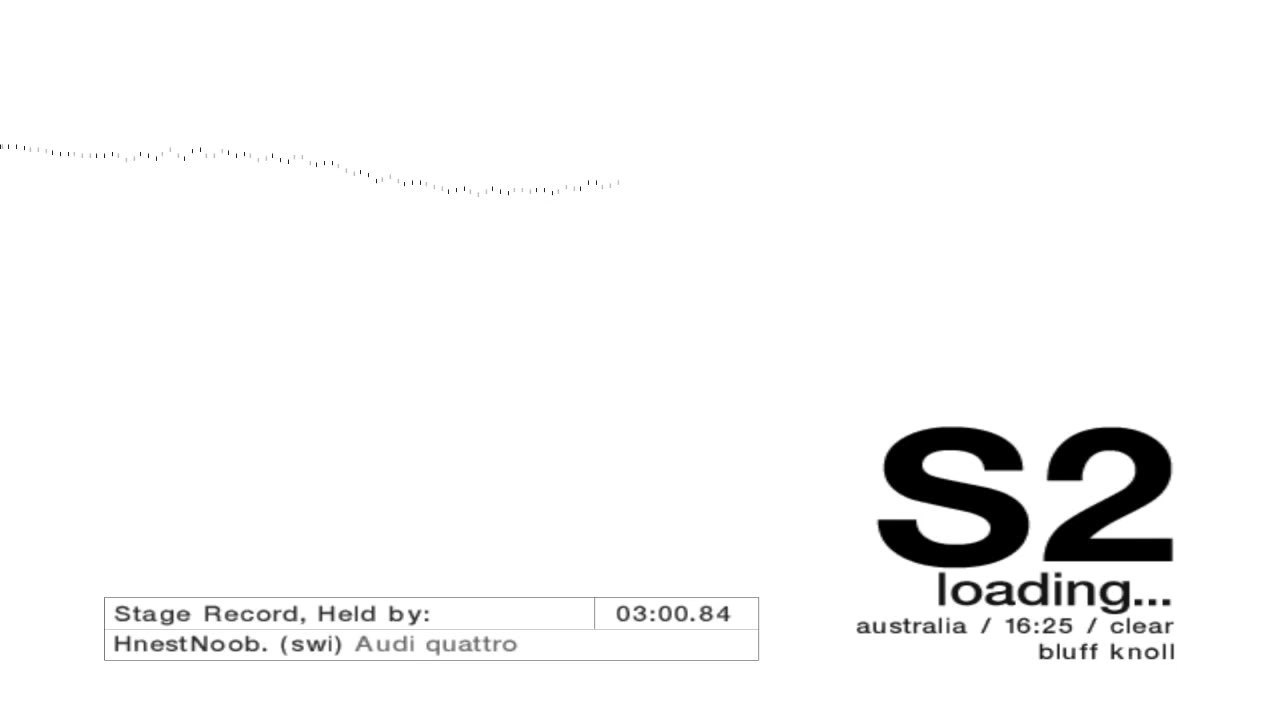 S2
loading...
australia / 16:25 / clear
bluff knoll
Stage Record, Held by: 03:00.84
HnestNoob. (swi) Audi quattro